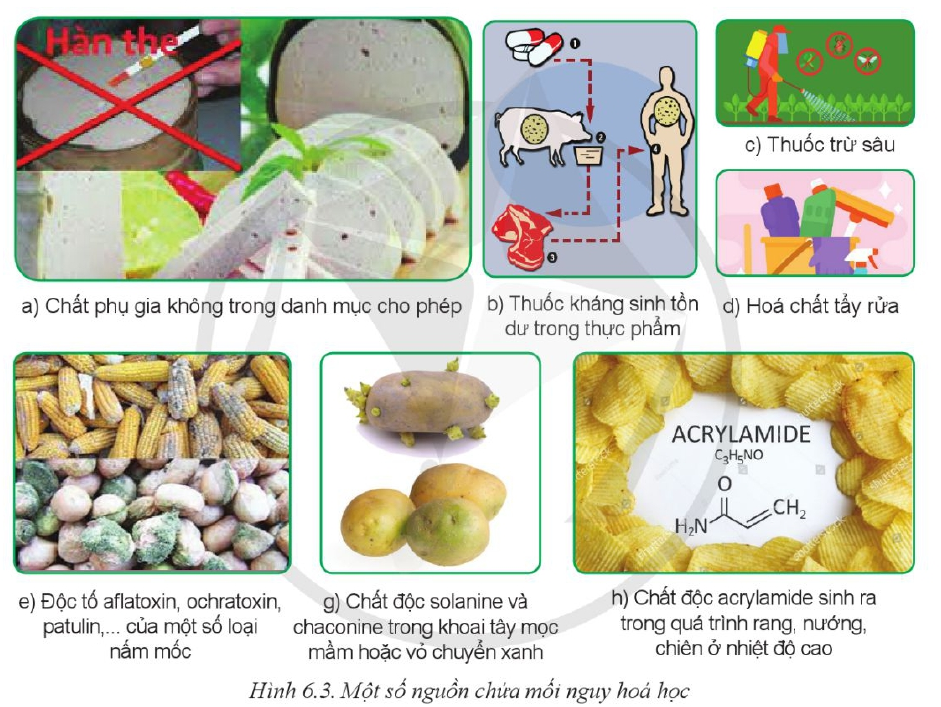 Hàn the
1
2
3
4
c) Thuốc trừ sâu
a) Chất phụ gia không trong danh mục cho phép
b) Thuốc kháng sinh tồn
dư trong thực phẩm
d) Hoá chất tẩy rửa
ACRYLAMIDE
C₃H₅NO
O
H₂N
CH₂
e) Độc tố aflatoxin, ochratoxin,
patulin,... của một số loại
nấm mốc
g) Chất độc solanine và
chaconine trong khoai tây mọc
mầm hoặc vỏ chuyển xanh
h) Chất độc acrylamide sinh ra
trong quá trình rang, nướng,
chiên ở nhiệt độ cao
Hình 6.3. Một số nguồn chứa mối nguy hoá học